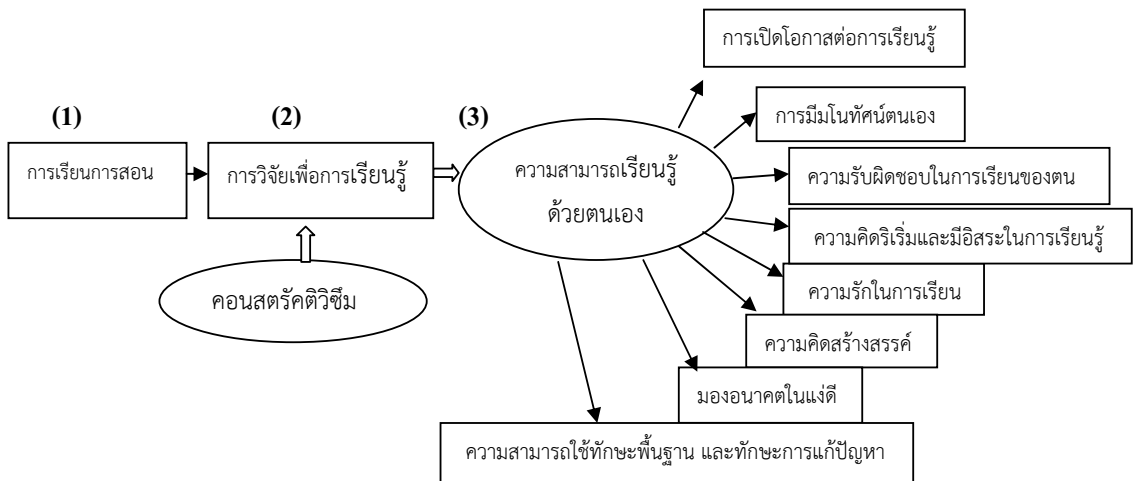 การเปิดโอกาสต่อการเรียนรู้
(1)
(2)
(3)
การมีมโนทัศน์ตนเอง
การเรียนการสอน
การวิจัยเพื่อการเรียนรู้
ความสามารถเรียนรู้
ด้วยตนเอง
ความรับผิดชอบในการเรียนของตน
ความคิดริเริ่มและมีอิสระในการเรียนรู้
คอนสตรัคติวิซึม
ความรักในการเรียน
ความคิดสร้างสรรค์
มองอนาคตในแง่ดี
ความสามารถใช้ทักษะพื้นฐาน และทักษะการแก้ปัญหา